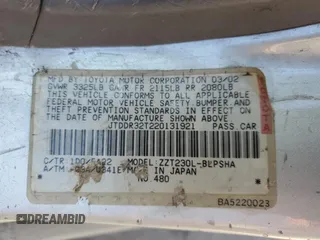 MFD BY TOYOTA MOTOR CORPORATION 03/02
GVWR 3325LB GAWR FR 2115LB RR 2080LB
THIS VEHICLE CONFORMS TO ALL APPLICABLE
FEDERAL MOTOR VEHICLE SAFETY, BUMPER, AND
THEFT PREVENTION STANDARDS IN EFFECT ON
THE DATE OF MANUFACTURE SHOWN ABOVE.
JTDDR32T220131921 PASS. CAR
C/TR: MODEL: ZZT230L-BLPSHA
A/TM: IN JAPAN
NO. 480
BA5220023